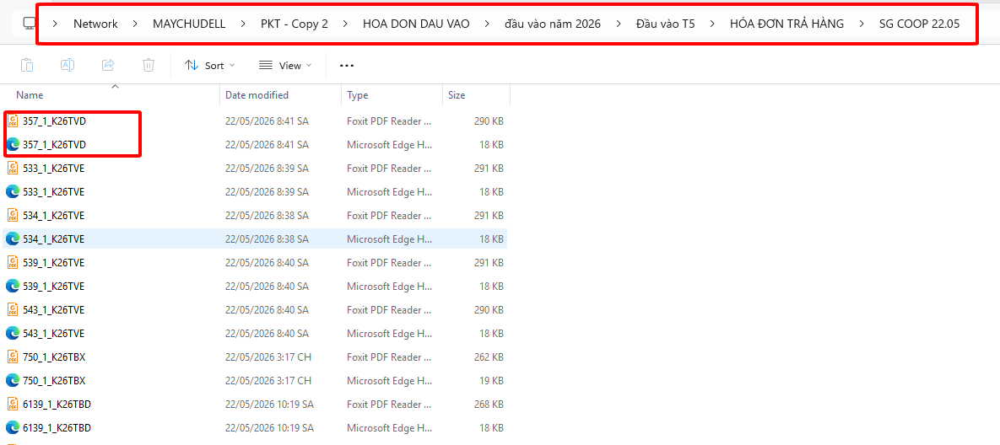 Network > MAYCHUDELL > PKT - Copy 2 > HOA DON DAU VAO > đầu vào năm 2026 > Đầu vào T5 > HÓA ĐƠN TRẢ HÀNG > SG COOP 22.05
Sort View ...
Name Date modified Type Size
357_1_K26TVD 22/05/2026 8:41 SA Foxit PDF Reader ... 290 KB
357_1_K26TVD 22/05/2026 8:41 SA Microsoft Edge H... 18 KB
533_1_K26TVE 22/05/2026 8:39 SA Foxit PDF Reader ... 291 KB
533_1_K26TVE 22/05/2026 8:39 SA Microsoft Edge H... 18 KB
534_1_K26TVE 22/05/2026 8:38 SA Foxit PDF Reader ... 291 KB
534_1_K26TVE 22/05/2026 8:38 SA Microsoft Edge H... 18 KB
539_1_K26TVE 22/05/2026 8:40 SA Foxit PDF Reader ... 291 KB
539_1_K26TVE 22/05/2026 8:40 SA Microsoft Edge H... 18 KB
543_1_K26TVE 22/05/2026 8:40 SA Foxit PDF Reader ... 290 KB
543_1_K26TVE 22/05/2026 8:40 SA Microsoft Edge H... 18 KB
750_1_K26TBX 22/05/2026 3:17 CH Foxit PDF Reader ... 262 KB
750_1_K26TBX 22/05/2026 3:17 CH Microsoft Edge H... 19 KB
6139_1_K26TBD 22/05/2026 10:19 SA Foxit PDF Reader ... 268 KB
6139_1_K26TBD 22/05/2026 10:19 SA Microsoft Edge H... 18 KB